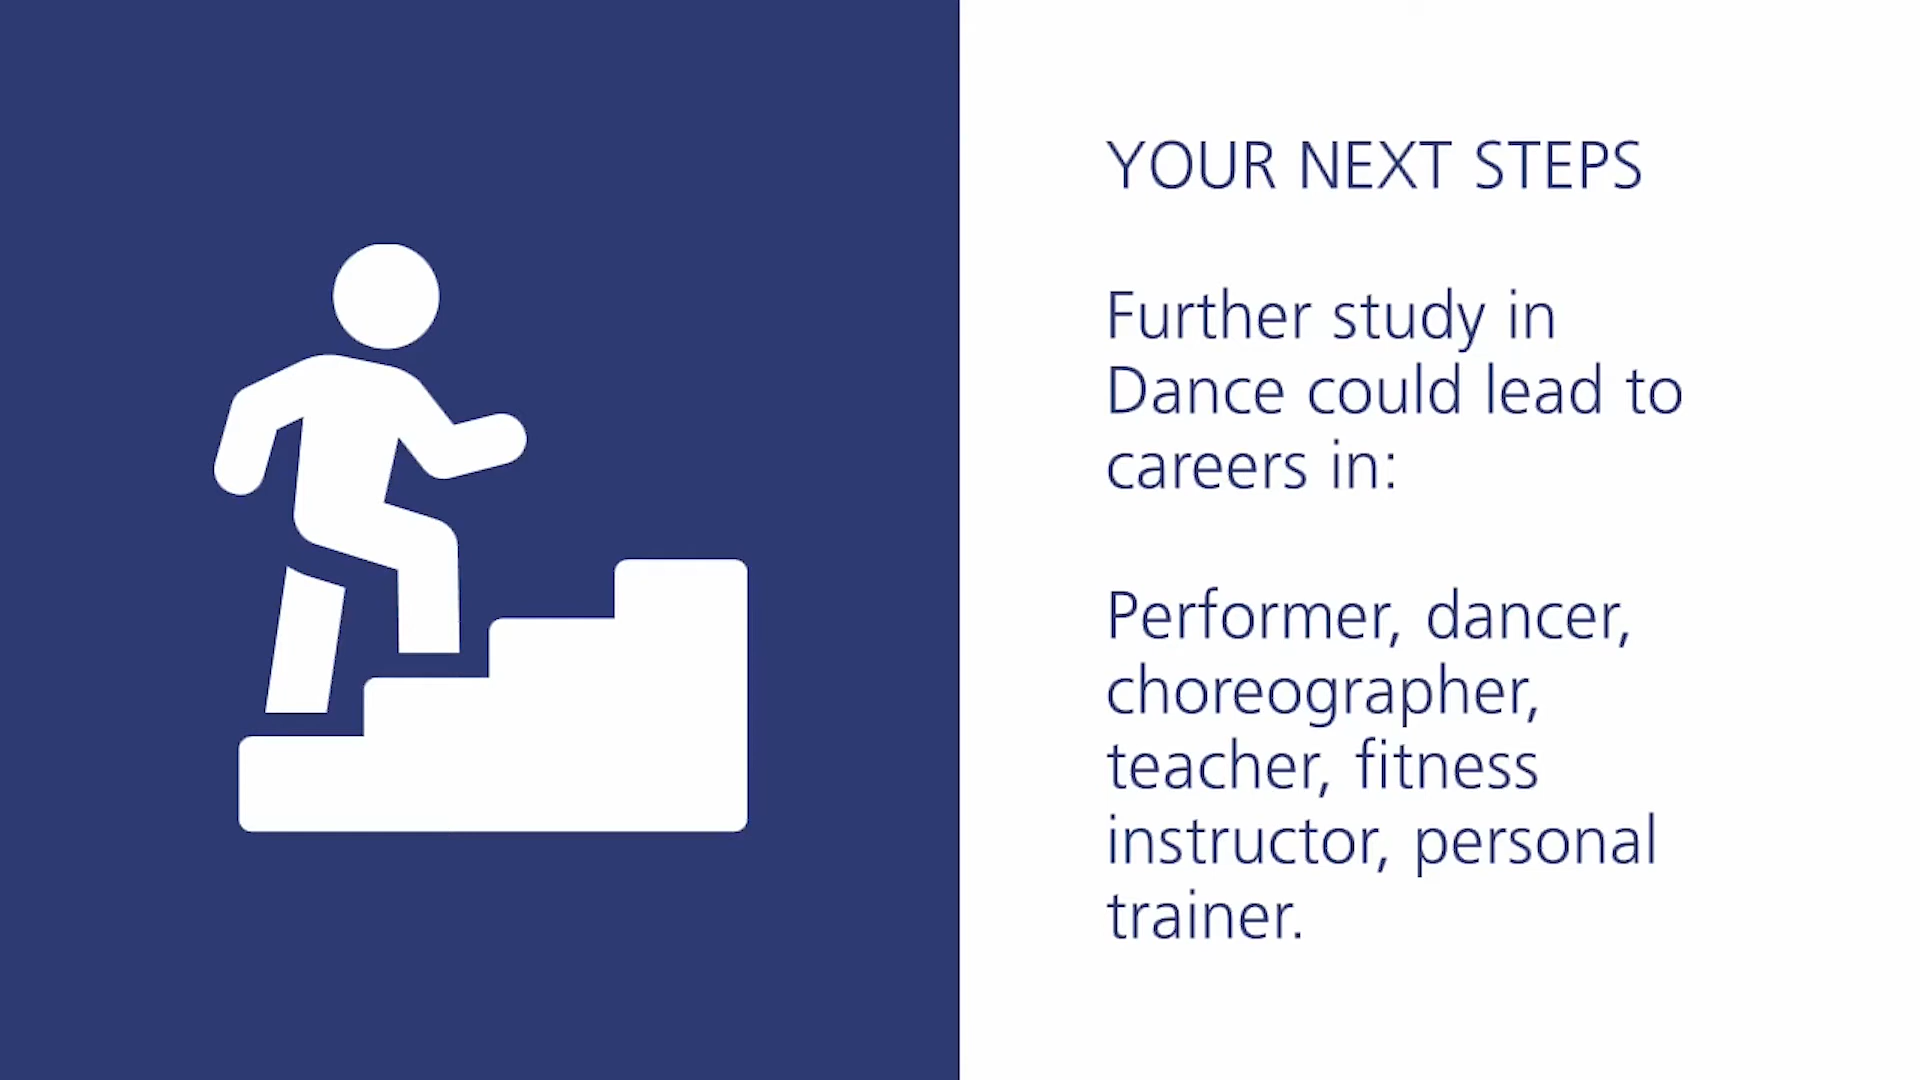 YOUR NEXT STEPS
Further study in
Dance could lead to
careers in:
Performer, dancer,
choreographer,
teacher, fitness
instructor, personal
trainer.